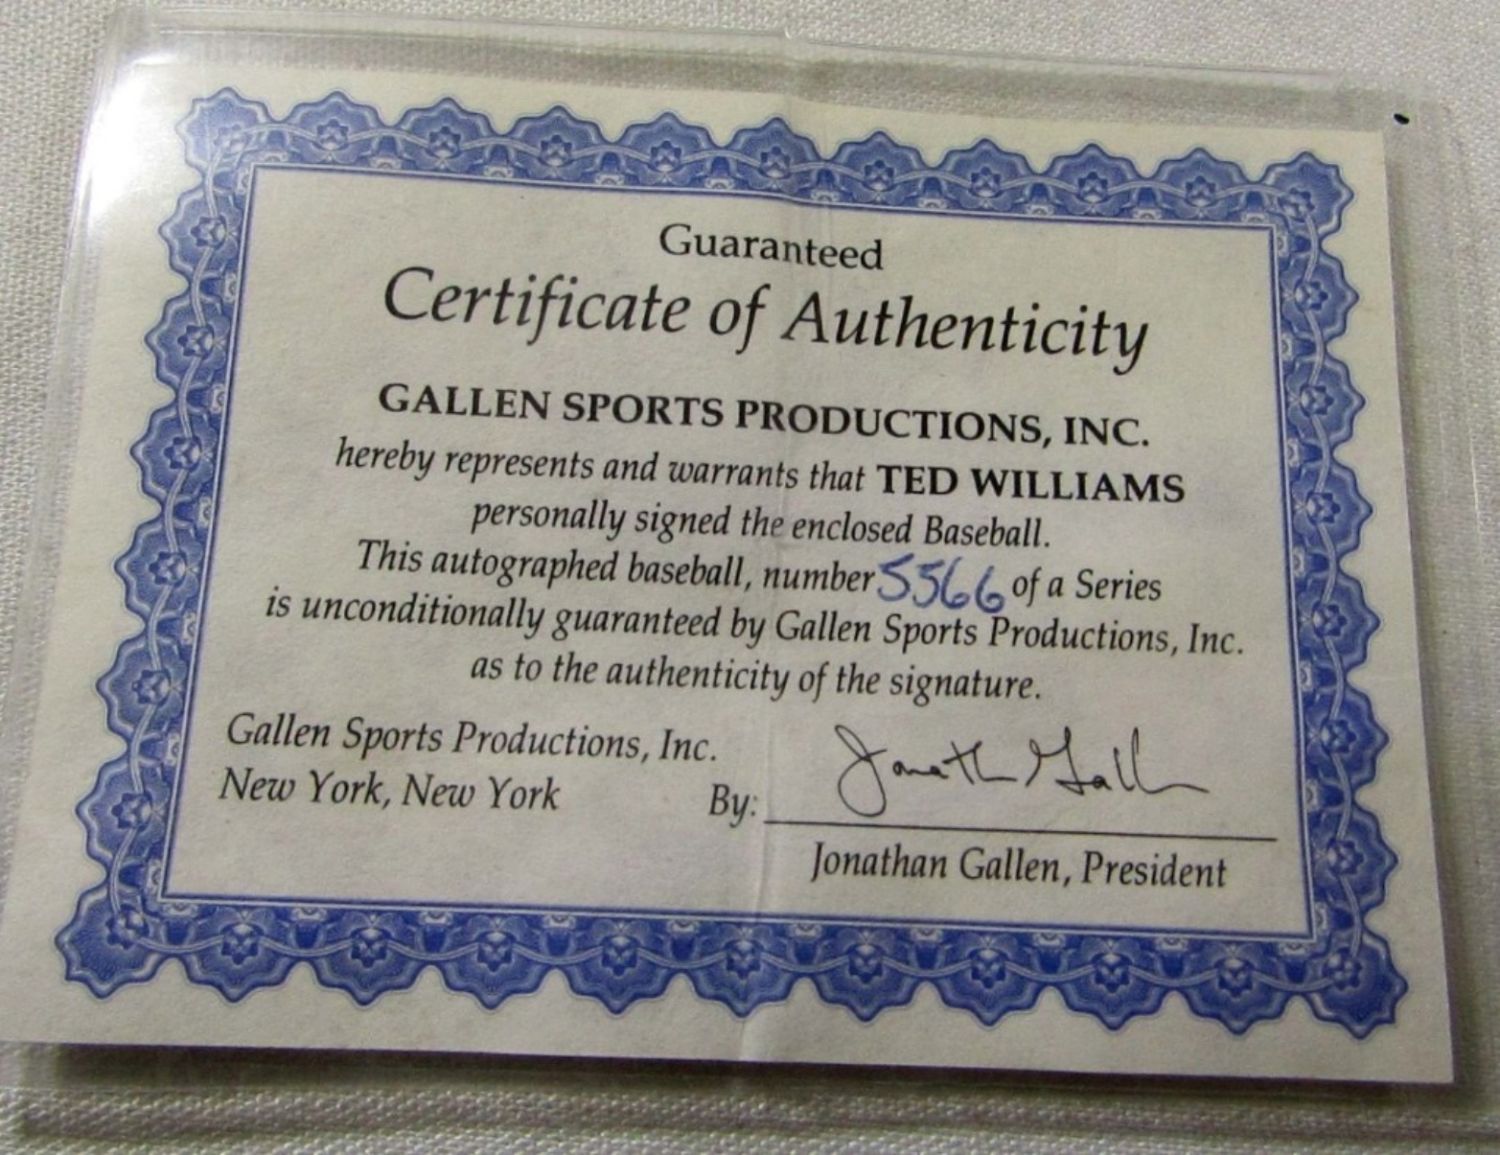 Guaranteed
Certificate of Authenticity
GALLEN SPORTS PRODUCTIONS, INC.
hereby represents and warrants that TED WILLIAMS
personally signed the enclosed Baseball.
This autographed baseball, number 5566 of a Series
is unconditionally guaranteed by Gallen Sports Productions, Inc.
as to the authenticity of the signature.
Gallen Sports Productions, Inc.
New York, New York
By: Jonathan Gallen
Jonathan Gallen, President